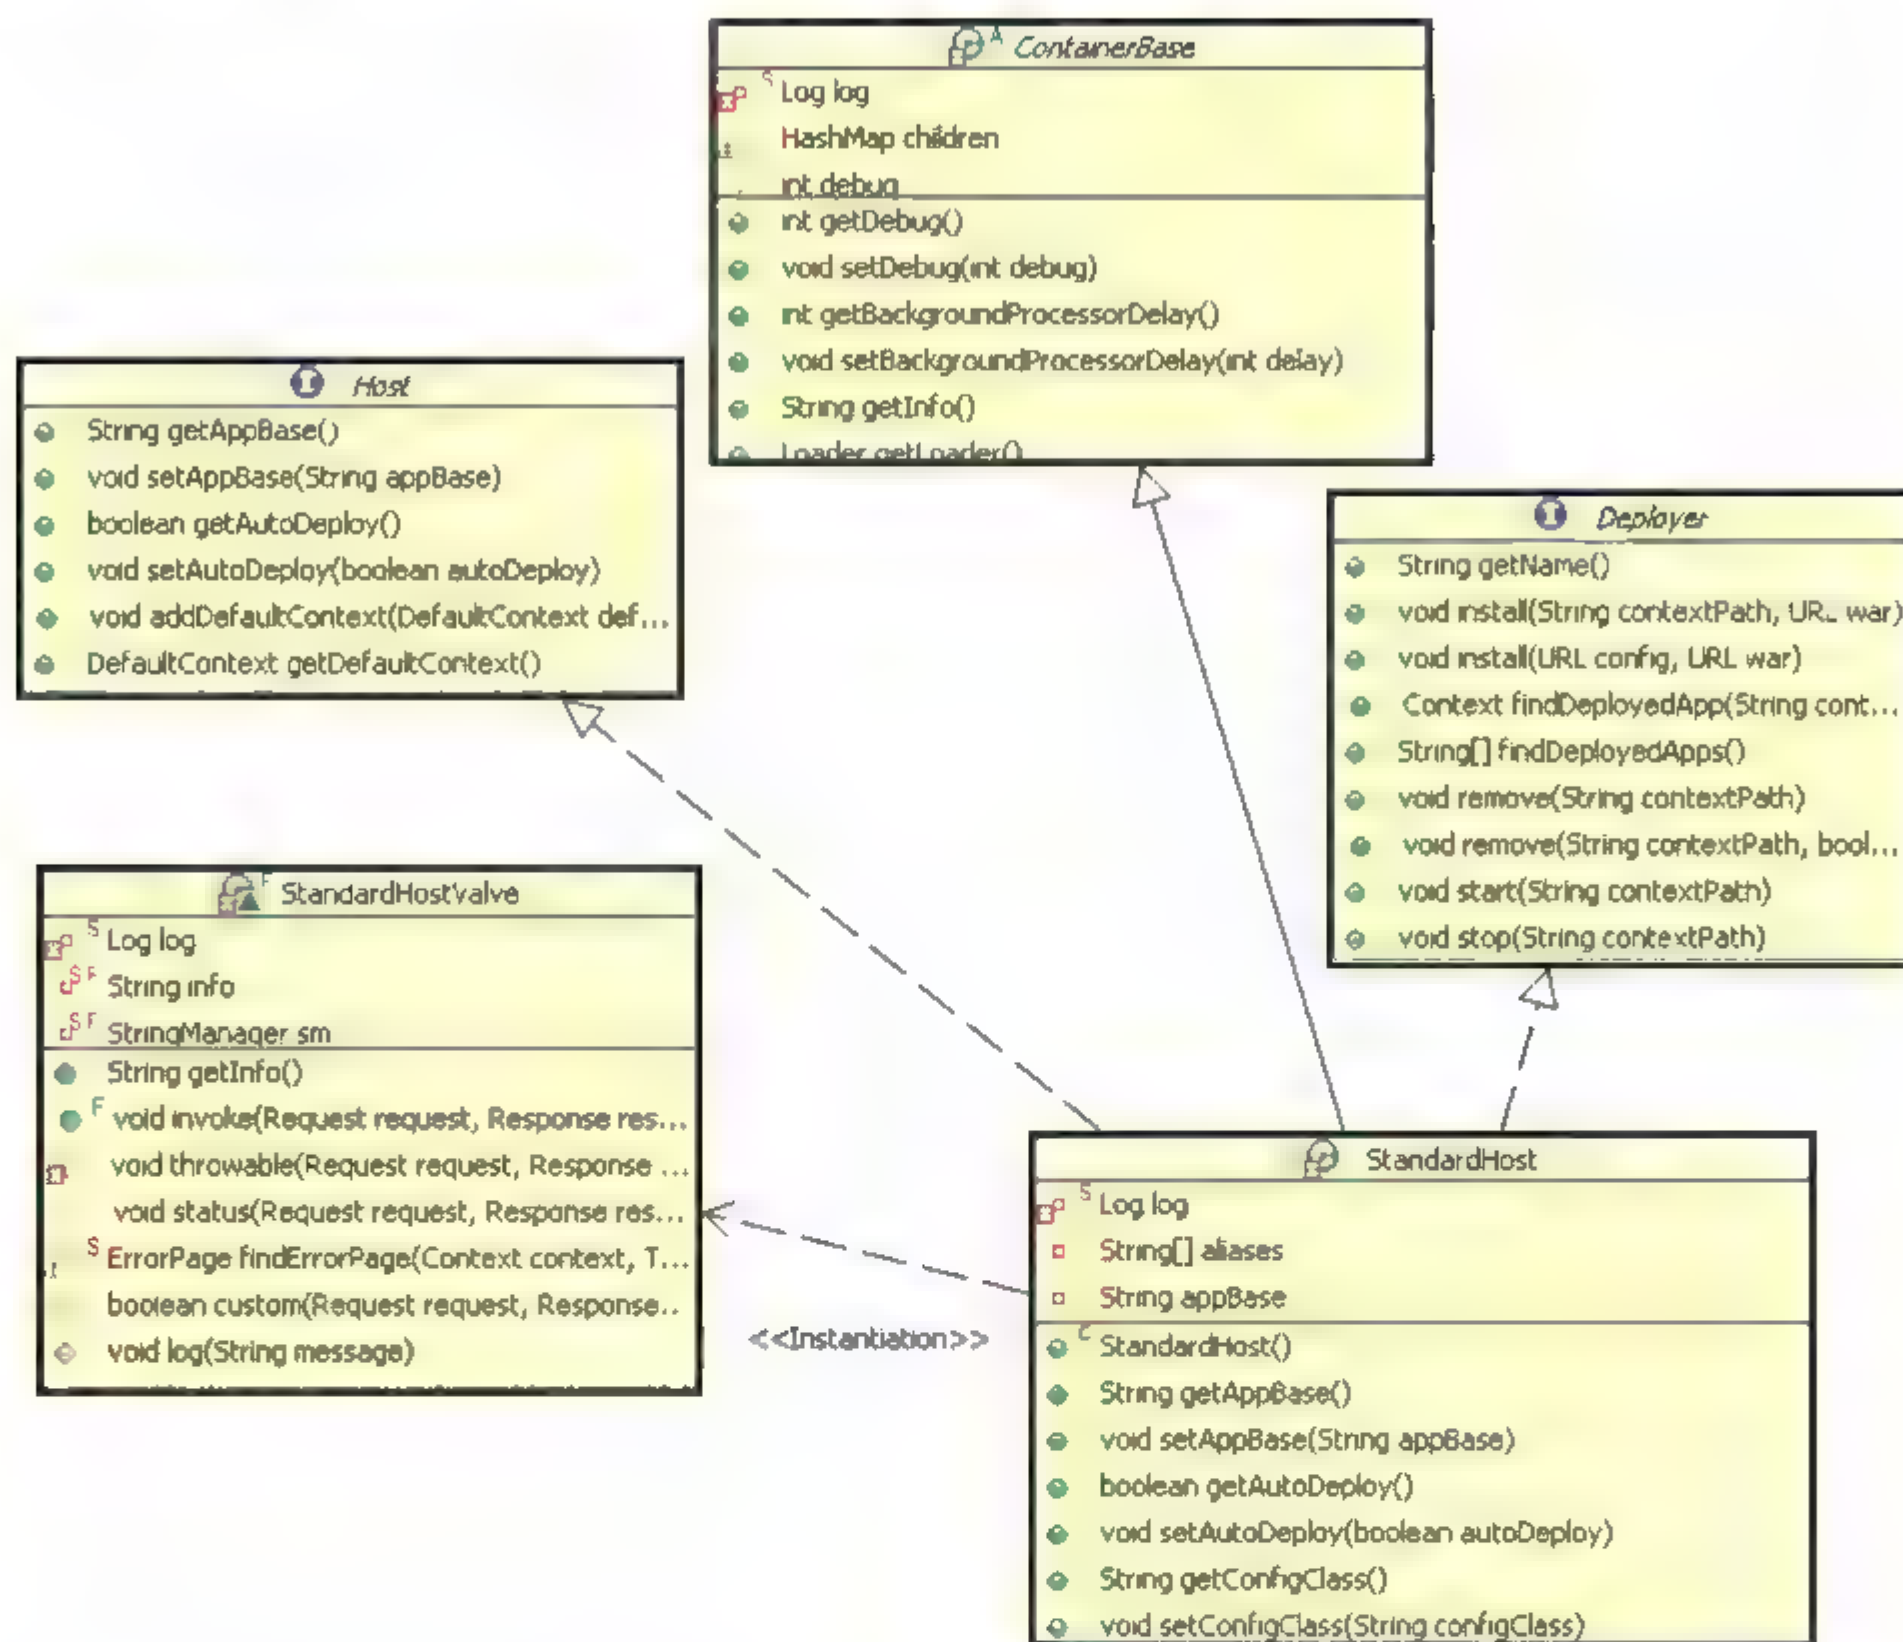 A ContainerBase
S Log log
HashMap children
int debug
int getDebug()
void setDebug(int debug)
int getBackgroundProcessorDelay()
void setBackgroundProcessorDelay(int delay)
String getInfo()
Loader getLoader()
Host
String getAppBase()
void setAppBase(String appBase)
boolean getAutoDeploy()
void setAutoDeploy(boolean autoDeploy)
void addDefaultContext(DefaultContext def...
DefaultContext getDefaultContext()
Deployer
String getName()
void install(String contextPath, URL war)
void install(URL config, URL war)
Context findDeployedApp(String cont...
String[] findDeployedApps()
void remove(String contextPath)
void remove(String contextPath, bool...
void start(String contextPath)
void stop(String contextPath)
F StandardHostValve
S Log log
S F String info
S F StringManager sm
String getInfo()
F void invoke(Request request, Response res...
void throwable(Request request, Response ...
void status(Request request, Response res...
S ErrorPage findErrorPage(Context context, T...
boolean custom(Request request, Response...
void log(String message)
<<Instantiation>>
StandardHost
S Log log
String[] aliases
String appBase
C StandardHost()
String getAppBase()
void setAppBase(String appBase)
boolean getAutoDeploy()
void setAutoDeploy(boolean autoDeploy)
String getConfigClass()
void setConfigClass(String configClass)